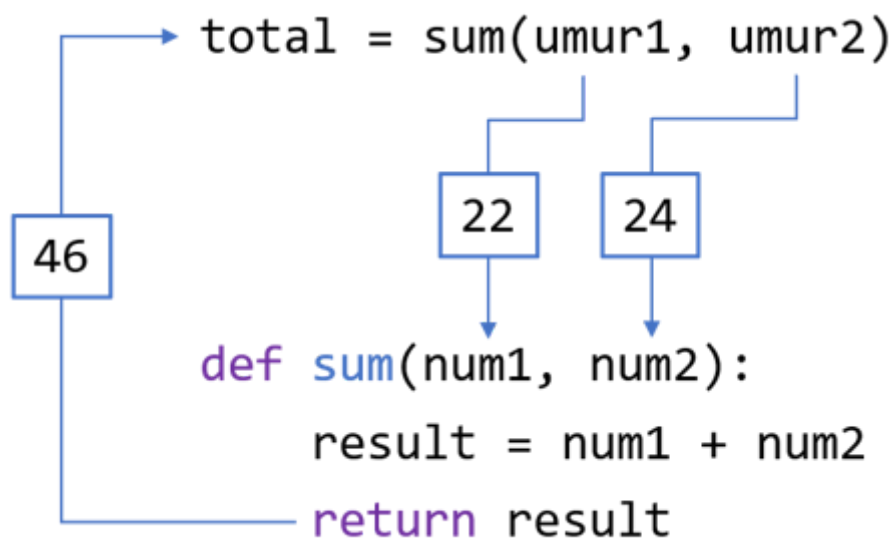 total = sum(umur1, umur2)
22
24
46
def sum(num1, num2):
result = num1 + num2
return result